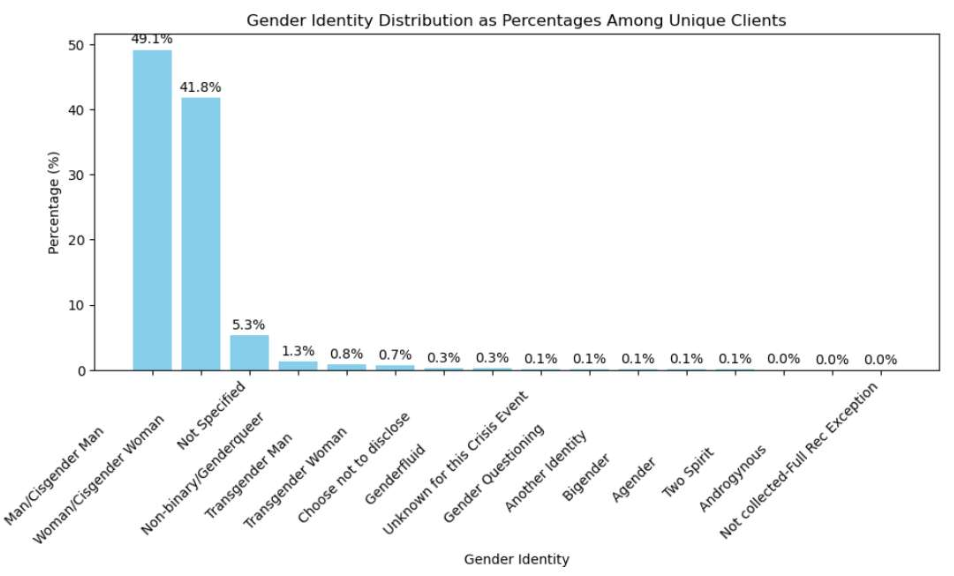 Gender Identity Distribution as Percentages Among Unique Clients
Percentage (%)
50
40
30
20
10
0
49.1%
41.8%
5.3%
1.3%
0.8%
0.7%
0.3%
0.3%
0.1%
0.1%
0.1%
0.1%
0.1%
0.0%
0.0%
0.0%
Man/Cisgender Man
Woman/Cisgender Woman
Not Specified
Non-binary/Genderqueer
Transgender Man
Transgender Woman
Choose not to disclose
Genderfluid
Unknown for this Crisis Event
Gender Questioning
Another Identity
Bigender
Agender
Two Spirit
Androgynous
Not collected-Full Rec Exception
Gender Identity